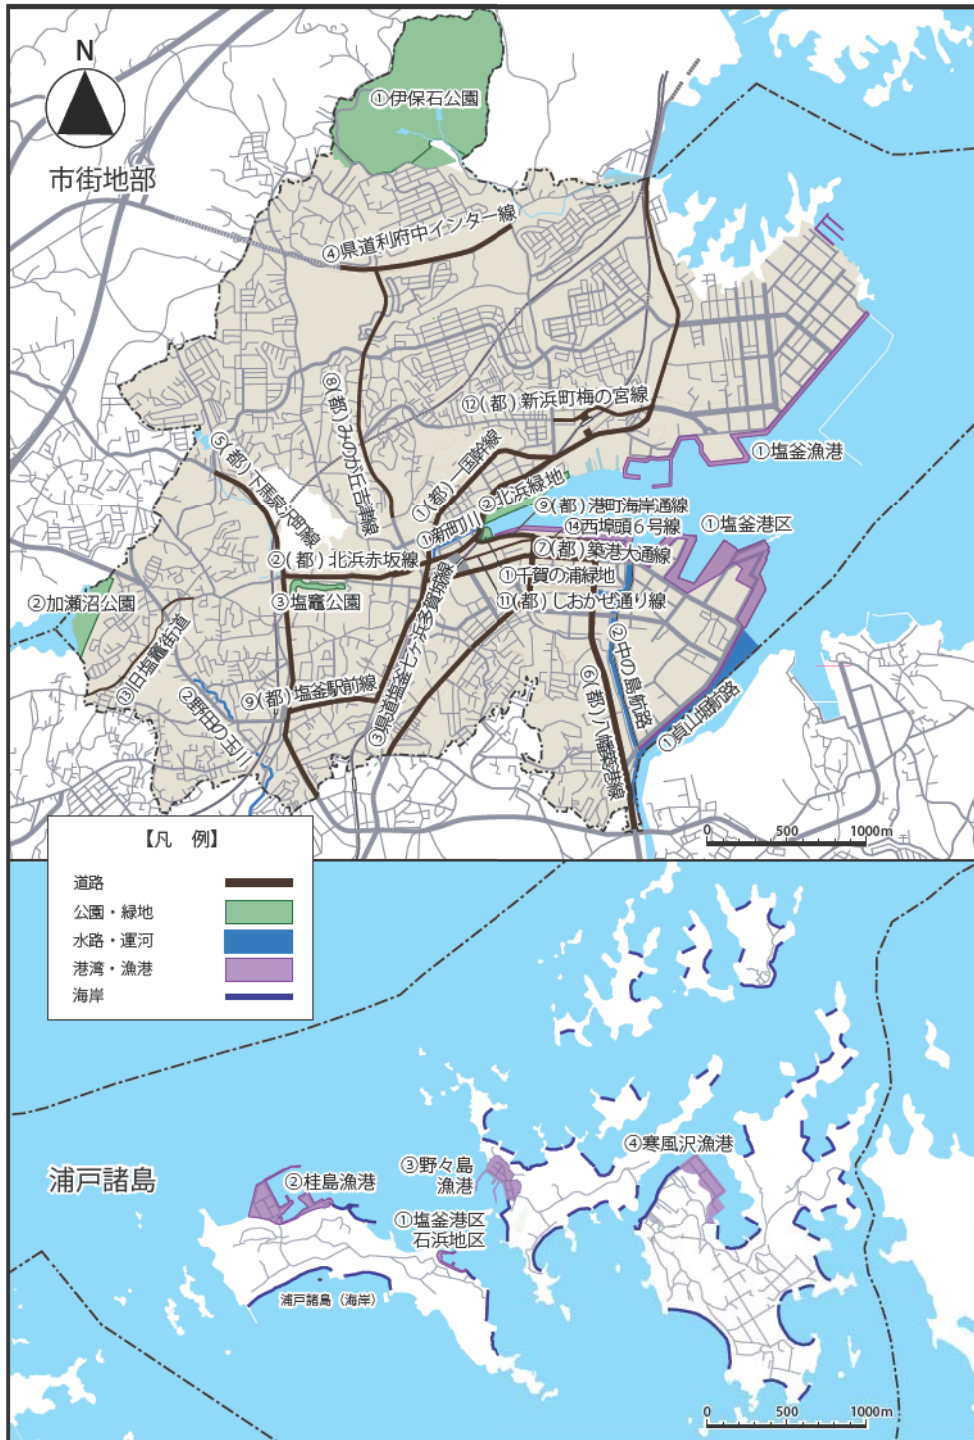 N
市街地部
①伊保石公園
④県道利府中インター線
⑧(都)みのが丘吉津線
⑫(都)新浜町梅の宮線
⑤(都)下馬泉沢町線
①(都)一国幹線
②北浜緑地
①塩釜漁港
①新町川
⑨(都)港町海岸通線
⑭西埠頭6号線
①塩釜港区
②(都)北浜赤坂線
⑦(都)築港大通線
①千賀の浦緑地
②加瀬沼公園
③塩竈公園
⑪(都)しおかぜ通り線
⑬旧塩竈街道
②野田の玉川
⑨(都)塩釜駅前線
③県道塩釜七ヶ浜多賀城線
②中の島航路
⑥(都)八幡築港線
①貞山堀航路
0 500 1000m
【凡 例】
道路
公園・緑地
水路・運河
港湾・漁港
海岸
浦戸諸島
②桂島漁港
③野々島
漁港
④寒風沢漁港
①塩釜港区
石浜地区
浦戸諸島（海岸）
0 500 1000m